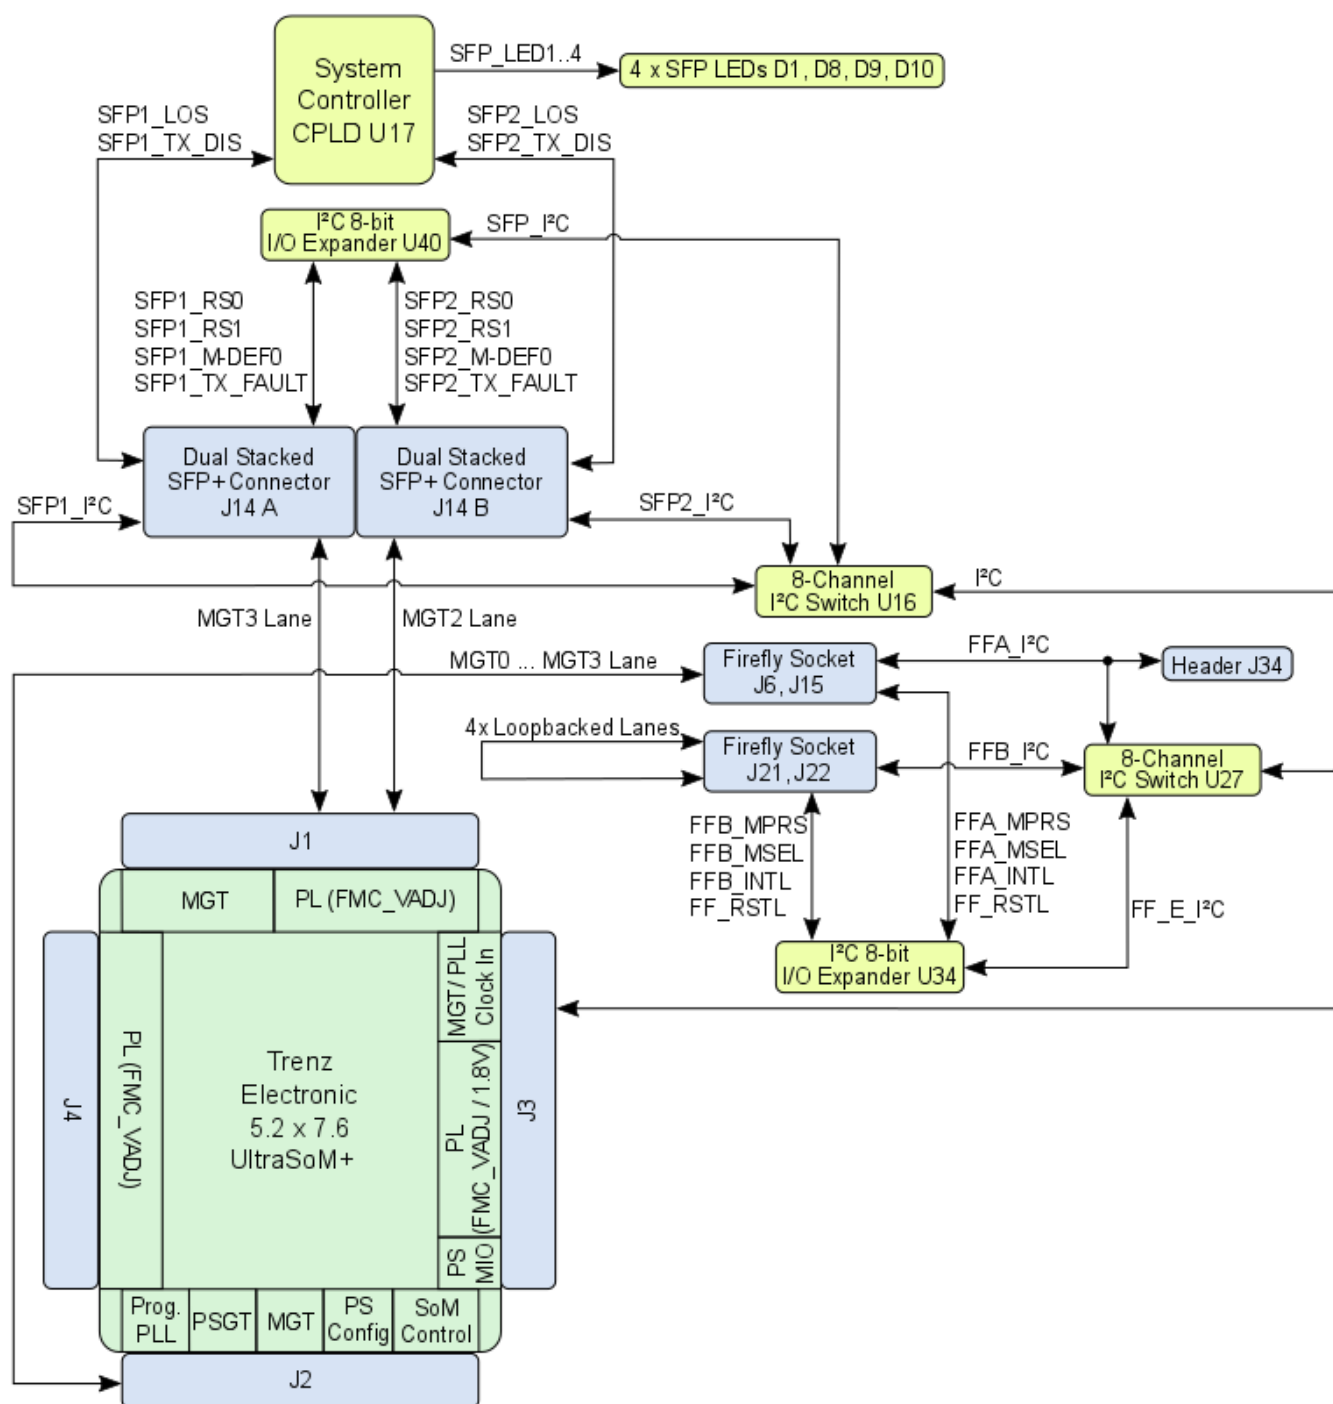 System
Controller
CPLD U17
SFP_LED1..4
4 x SFP LEDs D1, D8, D9, D10
SFP1_LOS
SFP1_TX_DIS
SFP2_LOS
SFP2_TX_DIS
I²C 8-bit
I/O Expander U40
SFP_I²C
SFP1_RS0
SFP1_RS1
SFP1_M-DEF0
SFP1_TX_FAULT
SFP2_RS0
SFP2_RS1
SFP2_M-DEF0
SFP2_TX_FAULT
Dual Stacked
SFP+ Connector
J14 A
Dual Stacked
SFP+ Connector
J14 B
SFP1_I²C
SFP2_I²C
8-Channel
I²C Switch U16
I²C
MGT3 Lane
MGT2 Lane
MGT0 ... MGT3 Lane
Firefly Socket
J6, J15
FFA_I²C
Header J34
4x Loopbacked Lanes
Firefly Socket
J21, J22
FFB_I²C
8-Channel
I²C Switch U27
FFB_MPRS
FFB_MSEL
FFB_INTL
FF_RSTL
FFA_MPRS
FFA_MSEL
FFA_INTL
FF_RSTL
FF_E_I²C
I²C 8-bit
I/O Expander U34
J1
MGT
PL (FMC_VADJ)
MGT/ PLL
Clock In
PL (FMC_VADJ)
J4
Trenz
Electronic
5.2 x 7.6
UltraSoM+
PL
(FMC_VADJ / 1.8V)
J3
PS
MIO
Prog.
PLL
PSGT
MGT
PS
Config
SoM
Control
J2